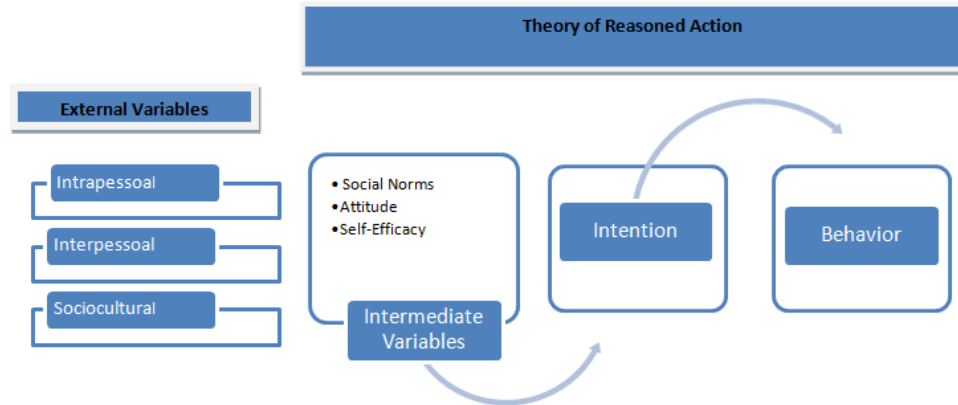 Theory of Reasoned Action
External Variables
Intrapessoal
Interpessoal
Sociocultural
• Social Norms
•Attitude
•Self-Efficacy
Intermediate
Variables
Intention
Behavior